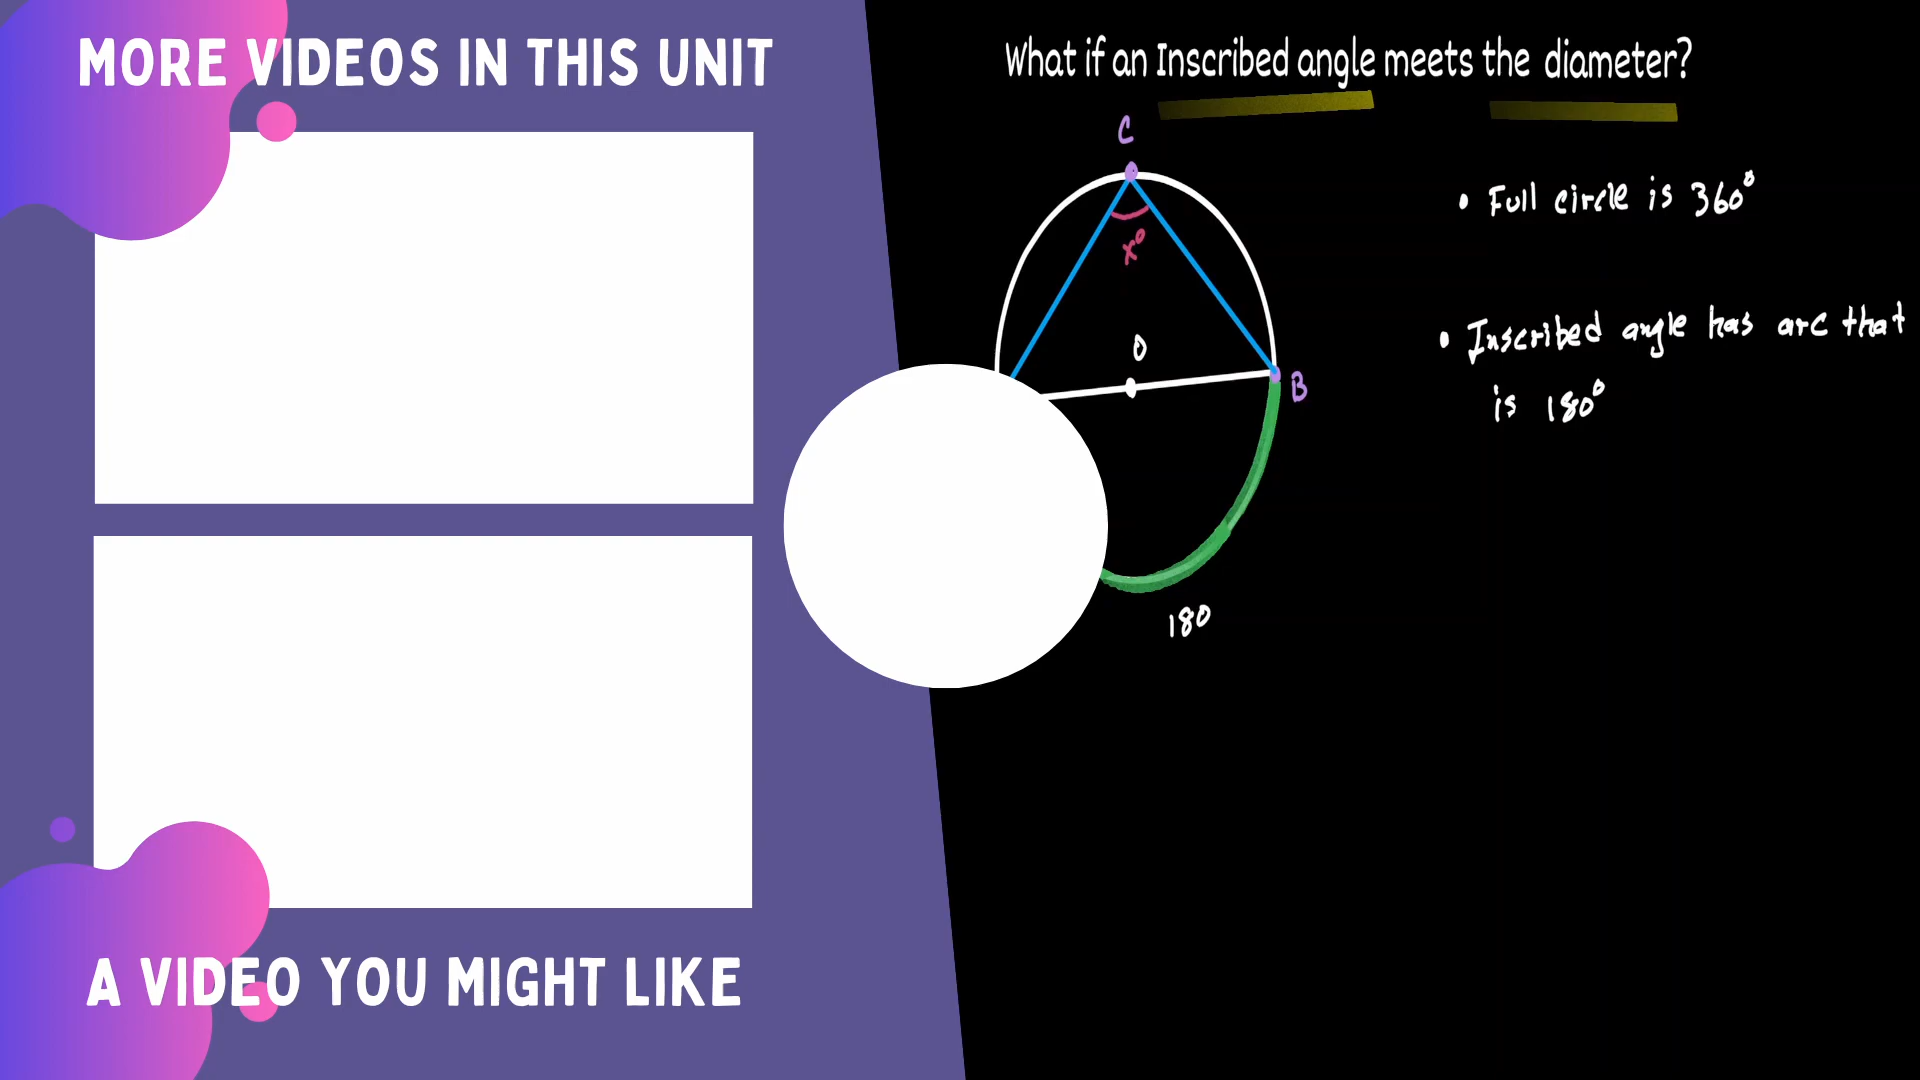 MORE VIDEOS IN THIS UNIT
What if an Inscribed angle meets the diameter?
C
• Full circle is 360°
x°
• Inscribed angle has arc that
O
B
is 180°
180
A VIDEO YOU MIGHT LIKE